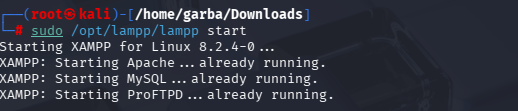 ┌──(root㉿kali)-[/home/garba/Downloads]
└─# sudo /opt/lampp/lampp start
Starting XAMPP for Linux 8.2.4-0...
XAMPP: Starting Apache...already running.
XAMPP: Starting MySQL...already running.
XAMPP: Starting ProFTPD...already running.